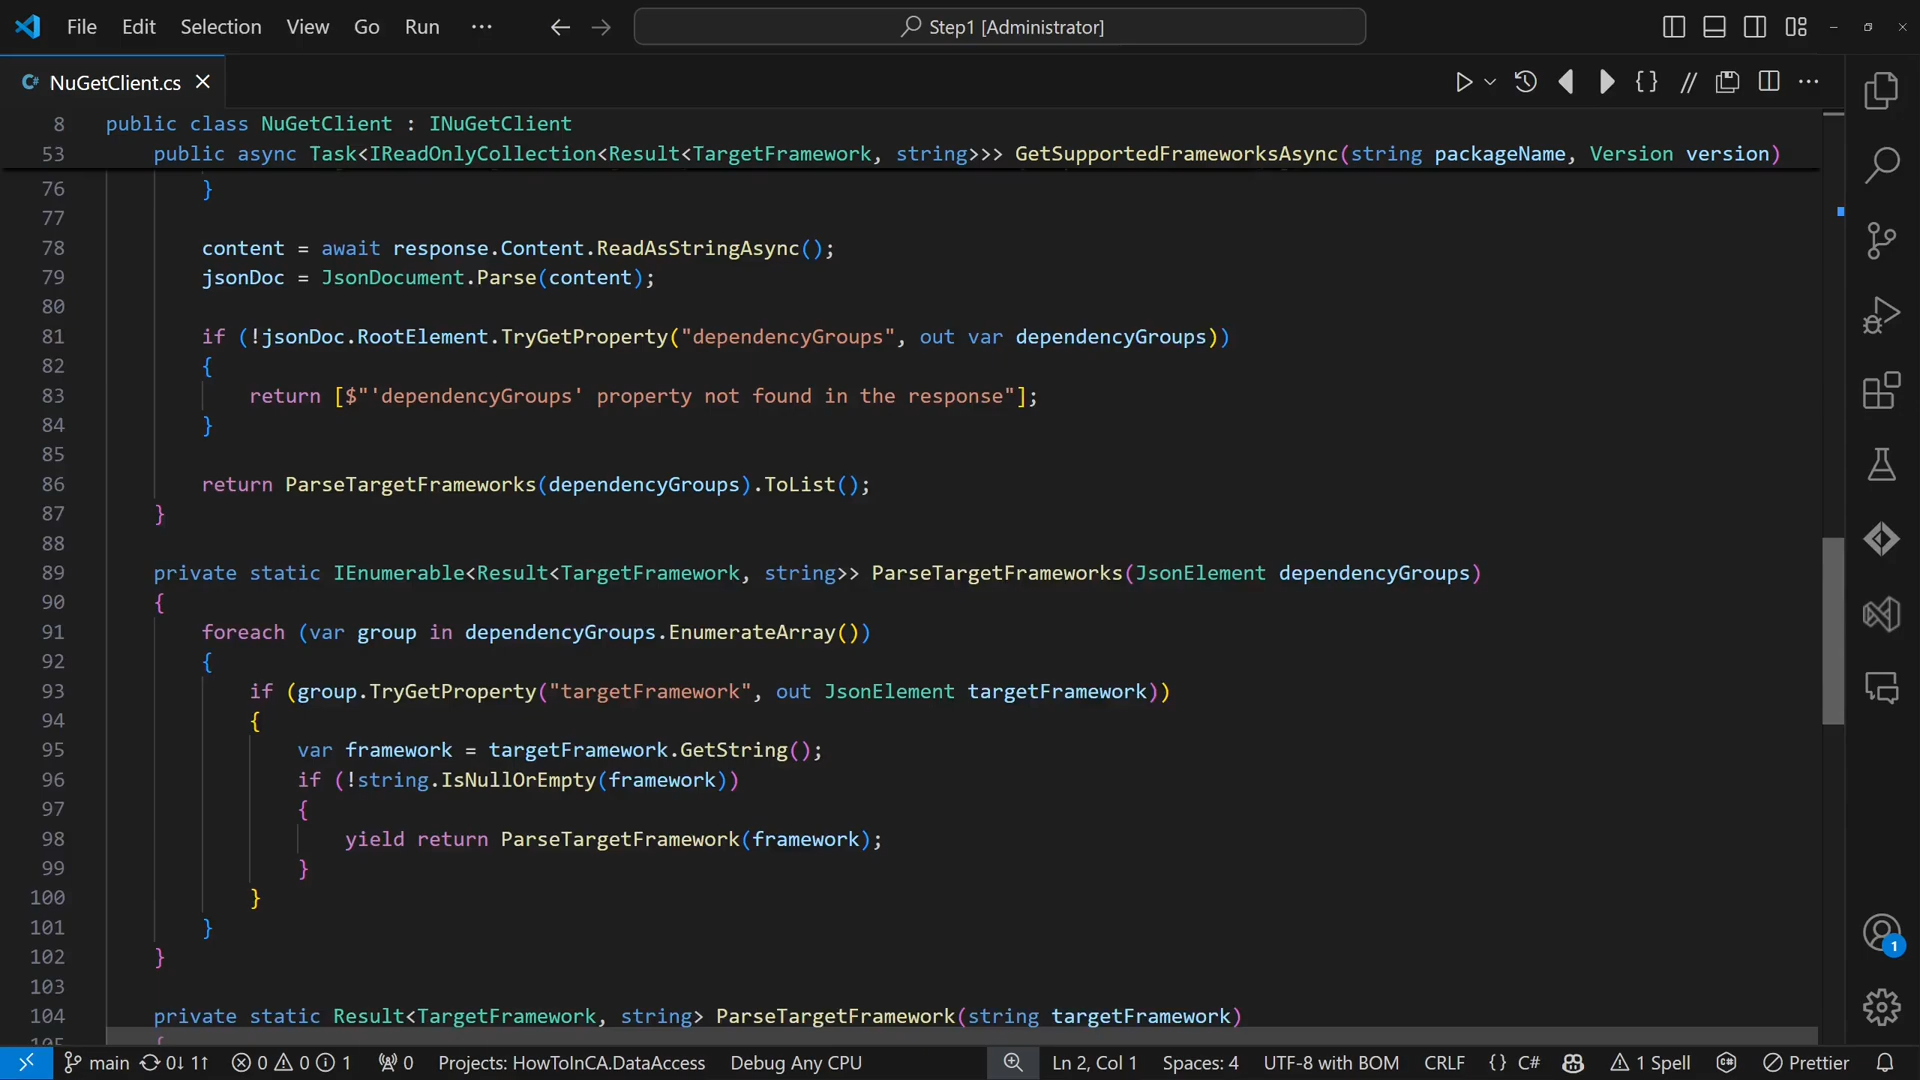 File Edit Selection View Go Run ··· Step1 [Administrator]
C# NuGetClient.cs
8 public class NuGetClient : INuGetClient
53 public async Task<IReadOnlyCollection<Result<TargetFramework, string>>> GetSupportedFrameworksAsync(string packageName, Version version)
76 }
77
78 content = await response.Content.ReadAsStringAsync();
79 jsonDoc = JsonDocument.Parse(content);
80
81 if (!jsonDoc.RootElement.TryGetProperty("dependencyGroups", out var dependencyGroups))
82 {
83 return [$"'dependencyGroups' property not found in the response"];
84 }
85
86 return ParseTargetFrameworks(dependencyGroups).ToList();
87 }
88
89 private static IEnumerable<Result<TargetFramework, string>> ParseTargetFrameworks(JsonElement dependencyGroups)
90 {
91 foreach (var group in dependencyGroups.EnumerateArray())
92 {
93 if (group.TryGetProperty("targetFramework", out JsonElement targetFramework))
94 {
95 var framework = targetFramework.GetString();
96 if (!string.IsNullOrEmpty(framework))
97 {
98 yield return ParseTargetFramework(framework);
99 }
100 }
101 }
102 }
103
104 private static Result<TargetFramework, string> ParseTargetFramework(string targetFramework)
1
main 0↓ 1↑ 0 0 1 0 Projects: HowToInCA.DataAccess Debug Any CPU Ln 2, Col 1 Spaces: 4 UTF-8 with BOM CRLF {} C# 1 Spell Prettier